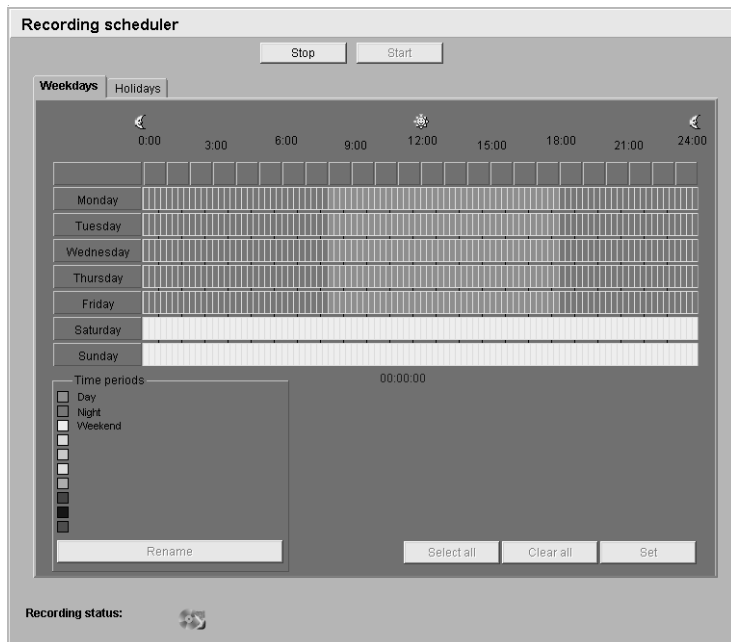 Recording scheduler
Stop Start
Weekdays Holidays
0:00 3:00 6:00 9:00 12:00 15:00 18:00 21:00 24:00
Monday
Tuesday
Wednesday
Thursday
Friday
Saturday
Sunday
Time periods 00:00:00
Day
Night
Weekend
Rename Select all Clear all Set
Recording status: